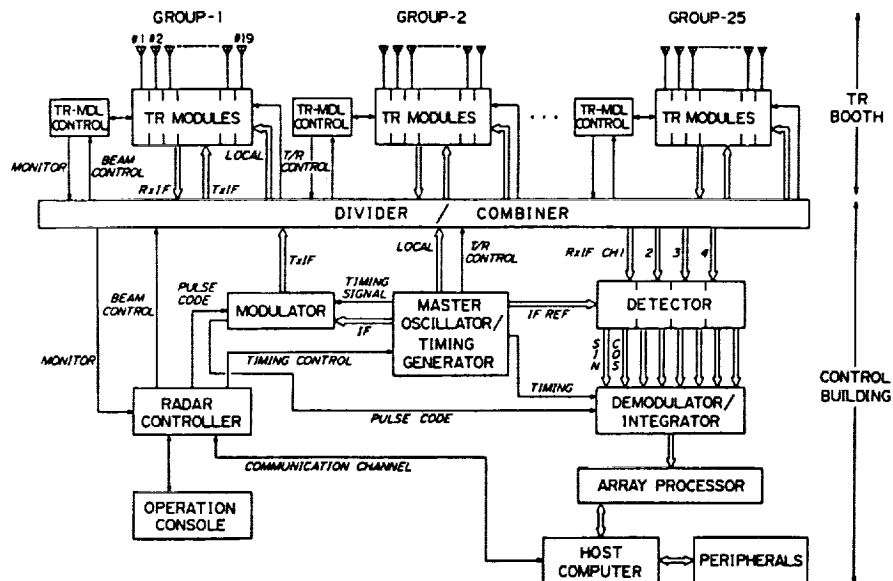 GROUP-1
GROUP-2
GROUP-25
#1 #2 #19
TR-MDL
CONTROL
TR MODULES
TR-MDL
CONTROL
TR MODULES
TR-MDL
CONTROL
TR MODULES
TR
BOOTH
MONITOR
BEAM
CONTROL
RxIF
TxIF
LOCAL
T/R
CONTROL
DIVIDER / COMBINER
BEAM
CONTROL
PULSE
CODE
TxIF
LOCAL
T/R
CONTROL
RxIF CH1 2 3 4
MODULATOR
TIMING
SIGNAL
IF
MASTER
OSCILLATOR/
TIMING
GENERATOR
IF REF
DETECTOR
SIN
COS
MONITOR
TIMING CONTROL
TIMING
CONTROL
BUILDING
RADAR
CONTROLLER
PULSE CODE
DEMODULATOR/
INTEGRATOR
COMMUNICATION CHANNEL
ARRAY PROCESSOR
OPERATION
CONSOLE
HOST
COMPUTER
PERIPHERALS